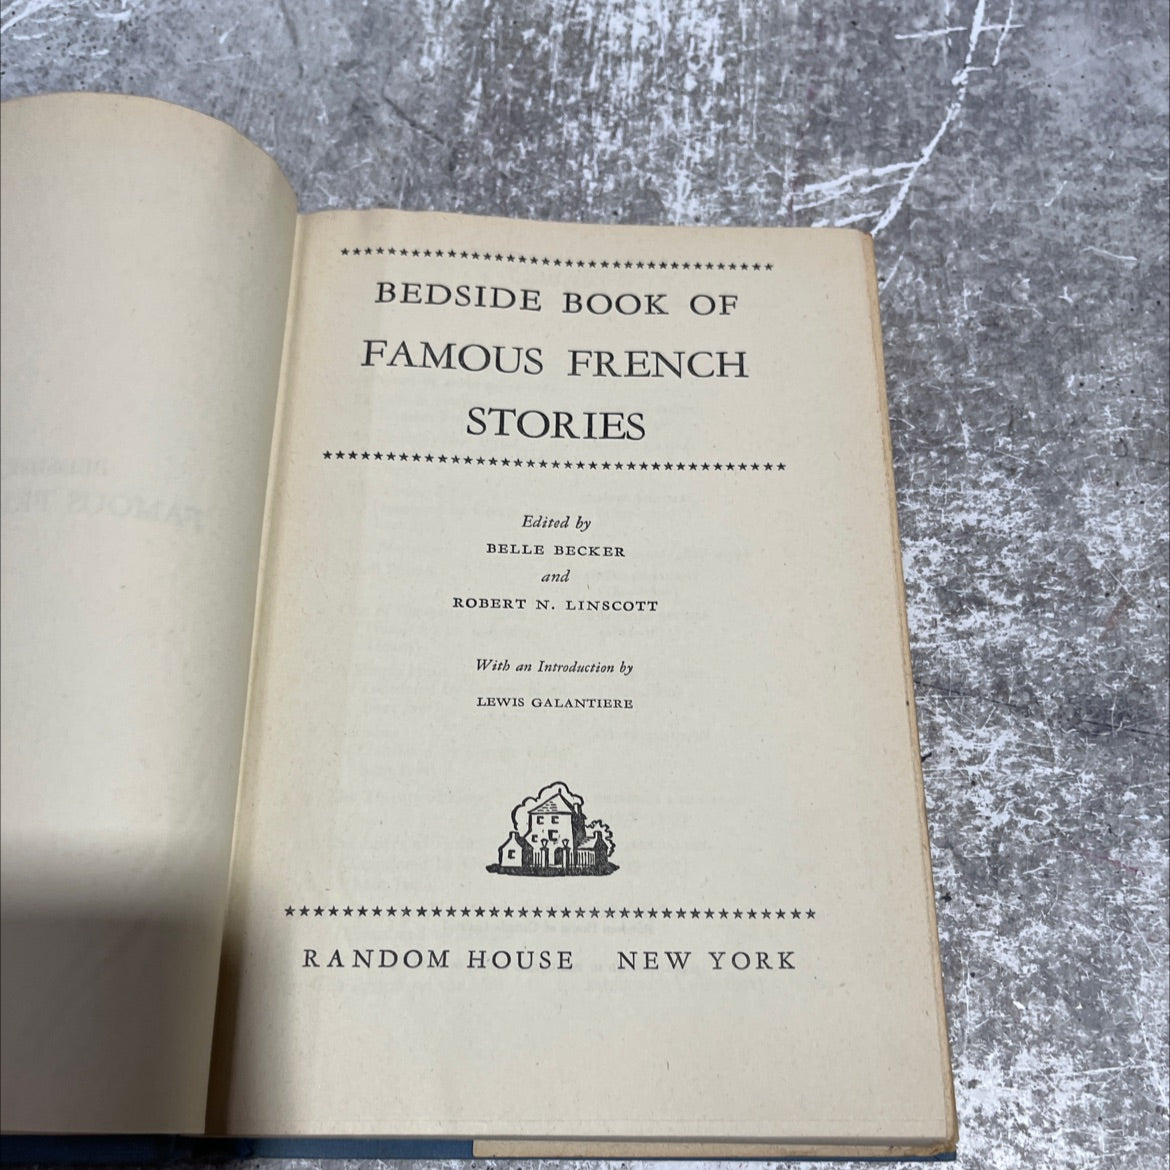 BEDSIDE BOOK OF
FAMOUS FRENCH
STORIES
Edited by
BELLE BECKER
and
ROBERT N. LINSCOTT
With an Introduction by
LEWIS GALANTIERE
RANDOM HOUSE NEW YORK